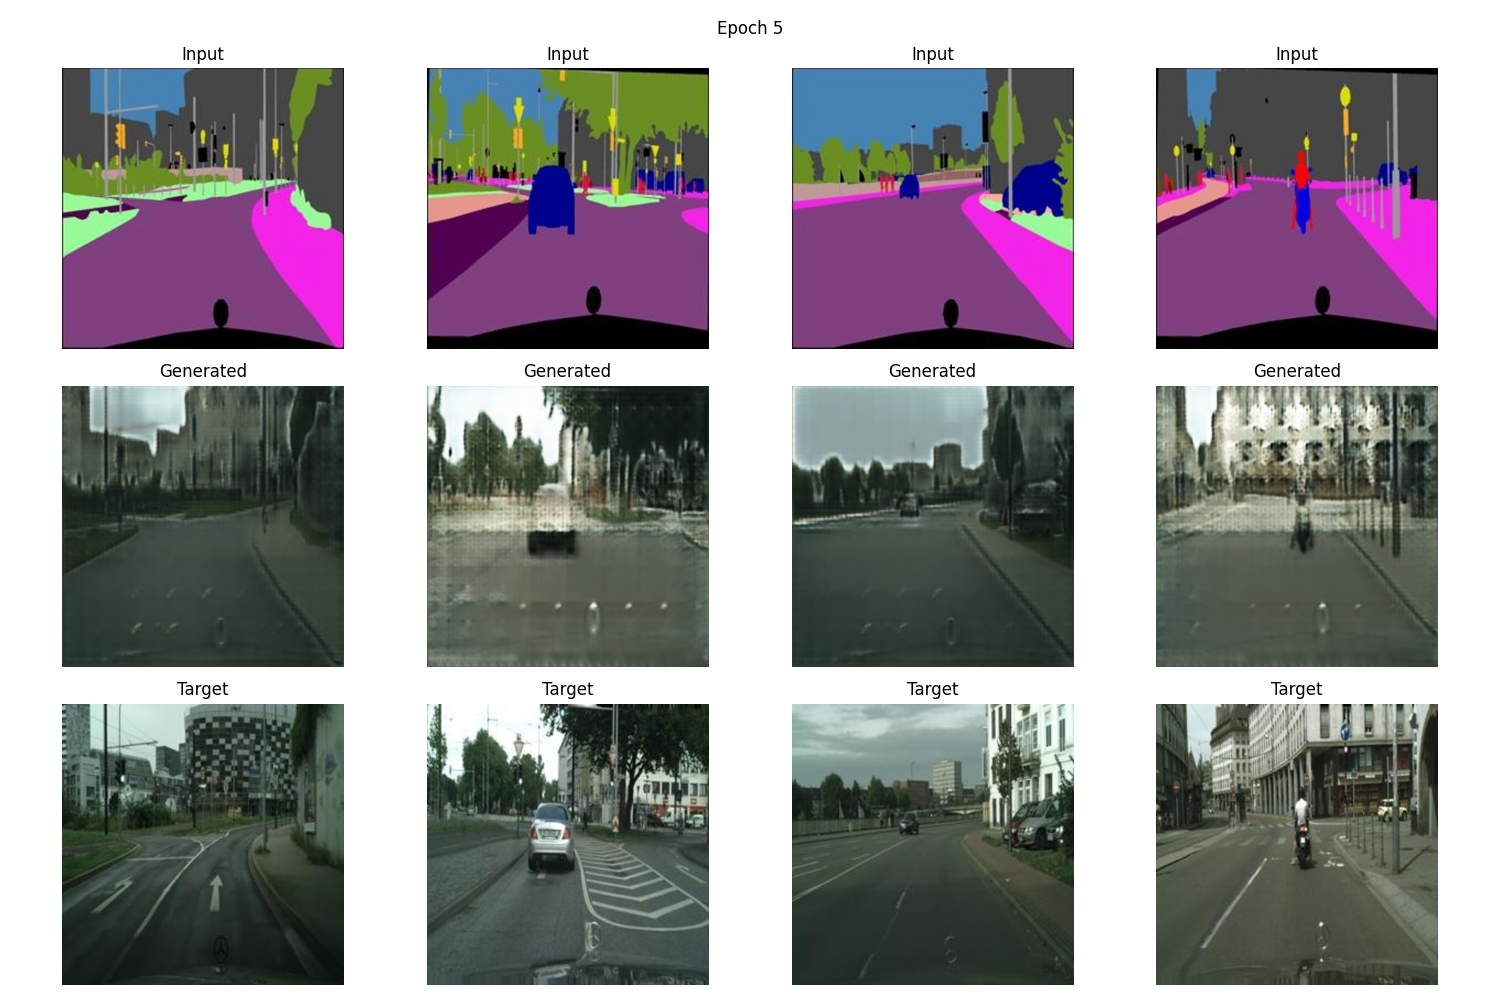 Epoch 5
Input
Input
Input
Input
Generated
Generated
Generated
Generated
Target
Target
Target
Target